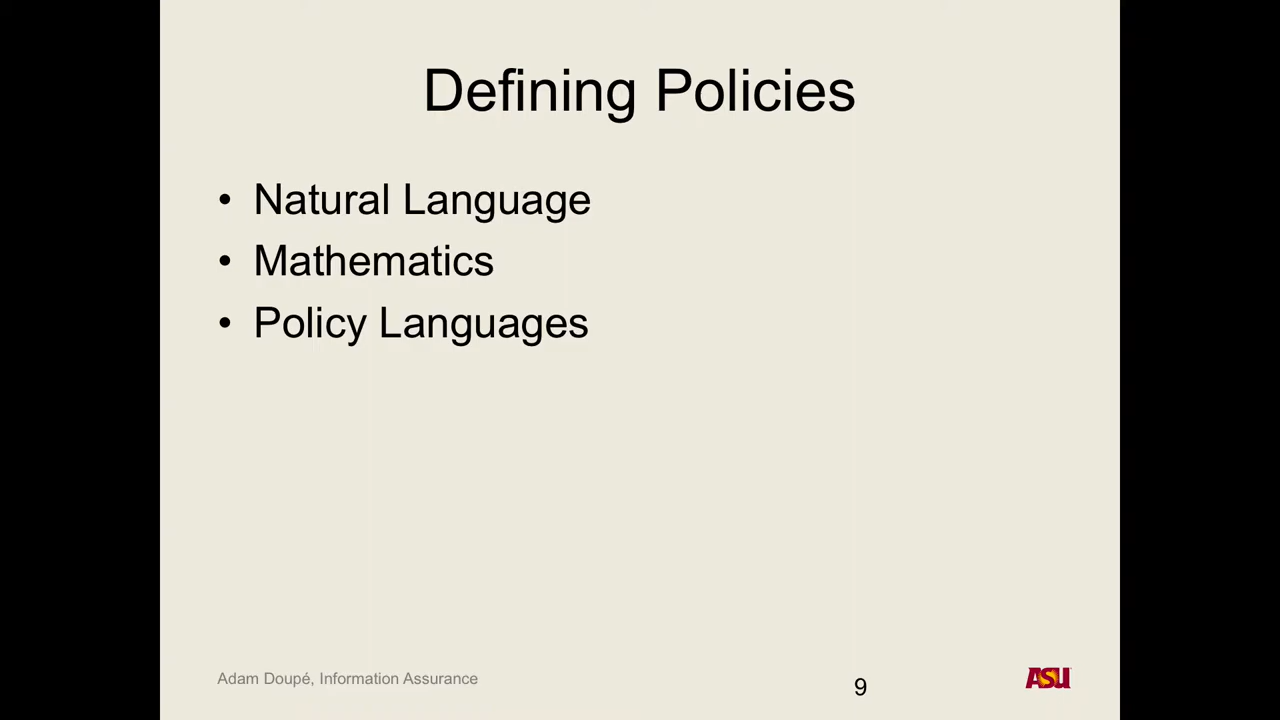 Defining Policies
• Natural Language
• Mathematics
• Policy Languages
Adam Doupé, Information Assurance
9
ASU